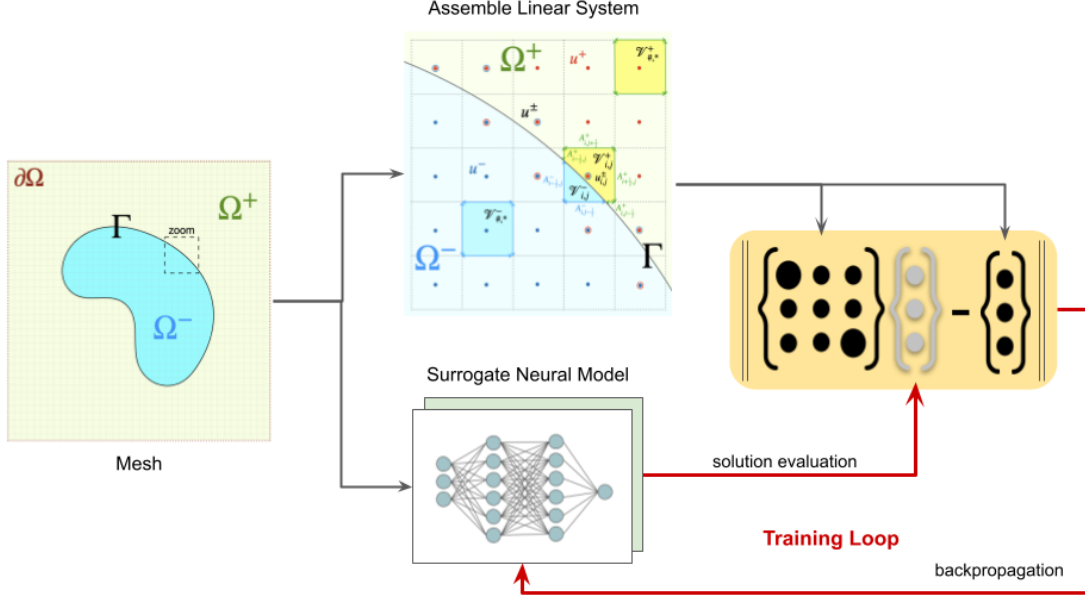 Assemble Linear System
Ω⁺
u⁺
u±
u⁻
Ω⁻
Γ
∂Ω
Ω⁺
Γ
zoom
Ω⁻
Mesh
Surrogate Neural Model
solution evaluation
Training Loop
backpropagation